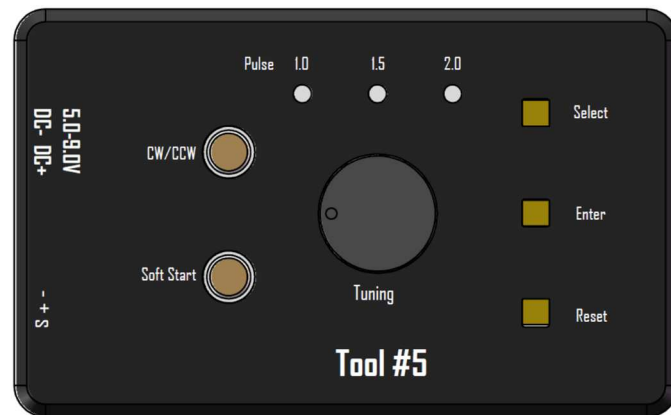 Pulse 1.0 1.5 2.0
Select
5.0-9.0V
DC- DC+
CW/CCW
Enter
Soft Start
Tuning
- + S
Reset
Tool #5